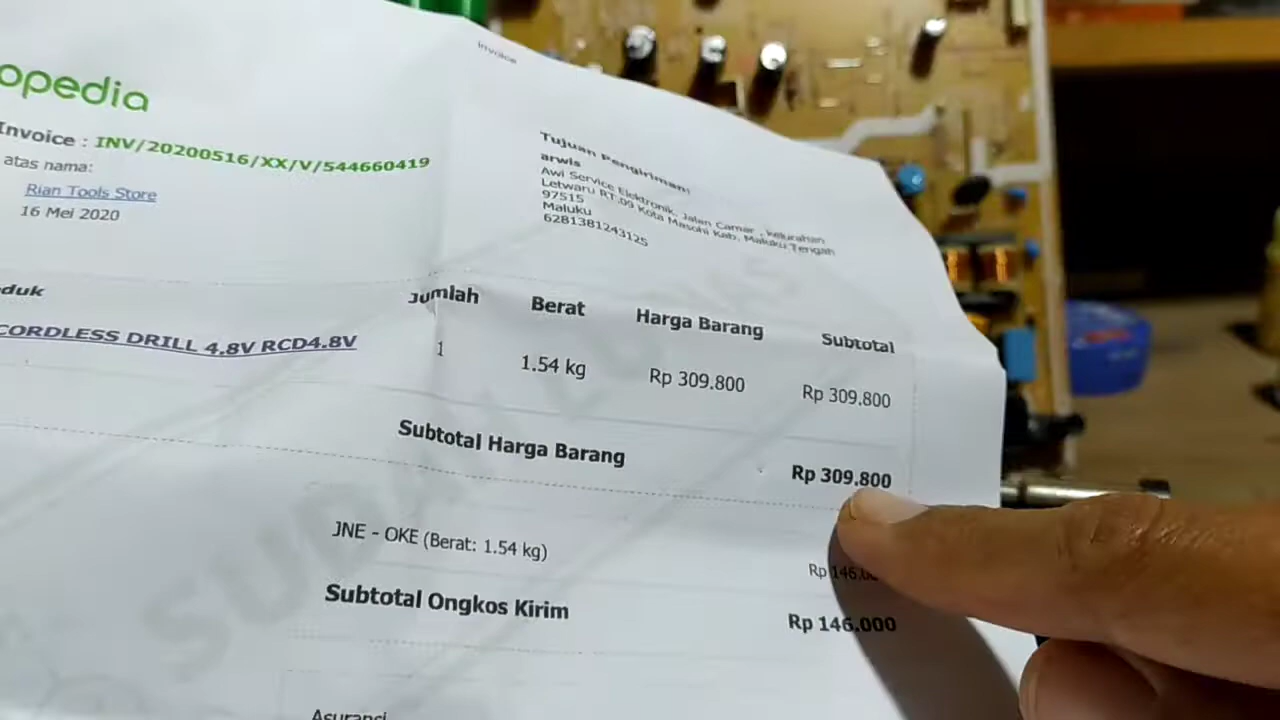 Invoice
opedia
Invoice : INV/20200516/XX/V/544660419
atas nama:
Rian Tools Store
16 Mei 2020
Tujuan Pengiriman:
arwis
Awi Service Elektronik, Jalan Camar , kelurahan
Letwaru RT.09 Kota Masohi Kab. Maluku Tengah
97515
Maluku
6281381243125
duk Jumlah Berat Harga Barang Subtotal
CORDLESS DRILL 4.8V RCD4.8V 1 1.54 kg Rp 309.800 Rp 309.800
Subtotal Harga Barang Rp 309.800
JNE - OKE (Berat: 1.54 kg) Rp 146.00
Subtotal Ongkos Kirim Rp 146.000
Asuransi
SUDAH LUNAS